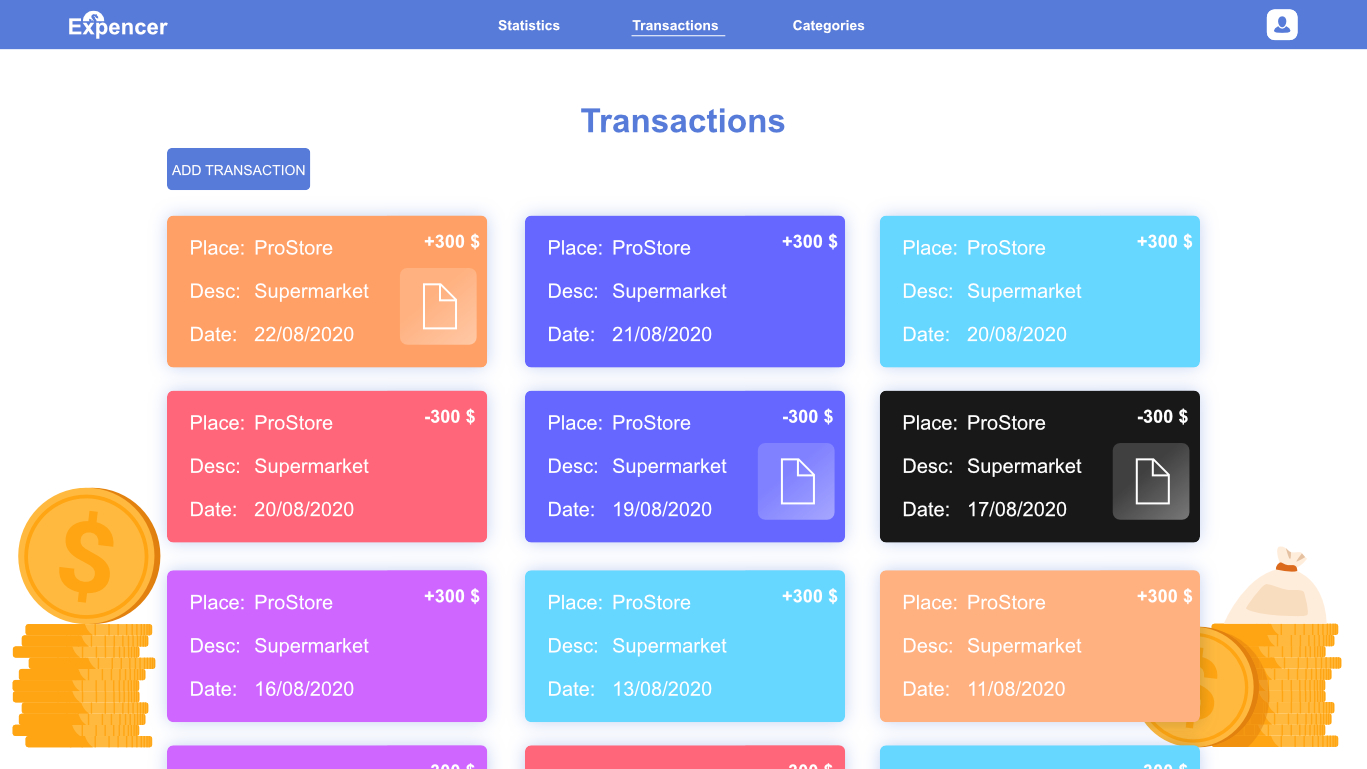 Expencer
Statistics Transactions Categories
Transactions
ADD TRANSACTION
Place: ProStore +300 $
Desc: Supermarket
Date: 22/08/2020
Place: ProStore +300 $
Desc: Supermarket
Date: 21/08/2020
Place: ProStore +300 $
Desc: Supermarket
Date: 20/08/2020
Place: ProStore -300 $
Desc: Supermarket
Date: 20/08/2020
Place: ProStore -300 $
Desc: Supermarket
Date: 19/08/2020
Place: ProStore -300 $
Desc: Supermarket
Date: 17/08/2020
Place: ProStore +300 $
Desc: Supermarket
Date: 16/08/2020
Place: ProStore +300 $
Desc: Supermarket
Date: 13/08/2020
Place: ProStore +300 $
Desc: Supermarket
Date: 11/08/2020